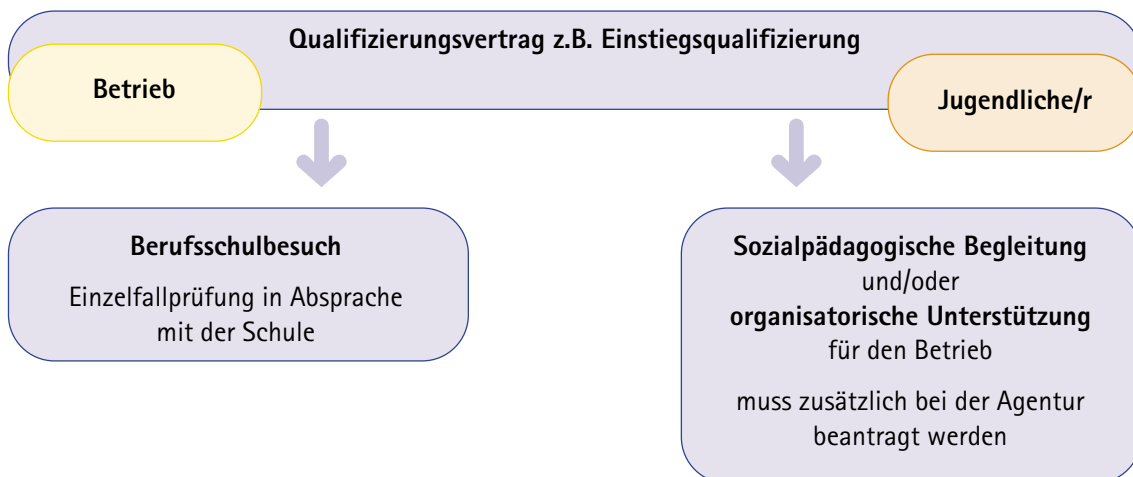 Qualifizierungsvertrag z.B. Einstiegsqualifizierung
Betrieb
Jugendliche/r
Berufsschulbesuch
Einzelfallprüfung in Absprache
mit der Schule
Sozialpädagogische Begleitung
und/oder
organisatorische Unterstützung
für den Betrieb
muss zusätzlich bei der Agentur
beantragt werden